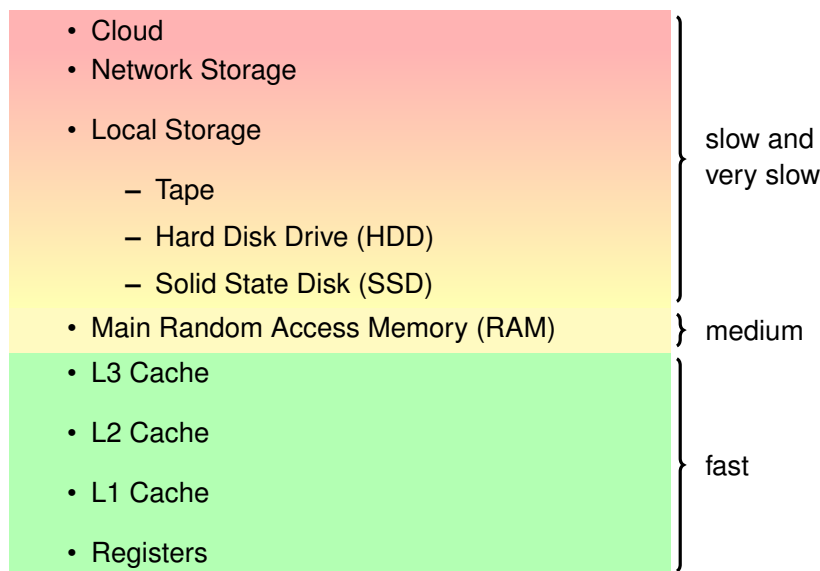 • Cloud
• Network Storage
• Local Storage
– Tape
– Hard Disk Drive (HDD)
– Solid State Disk (SSD)
slow and
very slow
• Main Random Access Memory (RAM)
medium
• L3 Cache
• L2 Cache
• L1 Cache
• Registers
fast